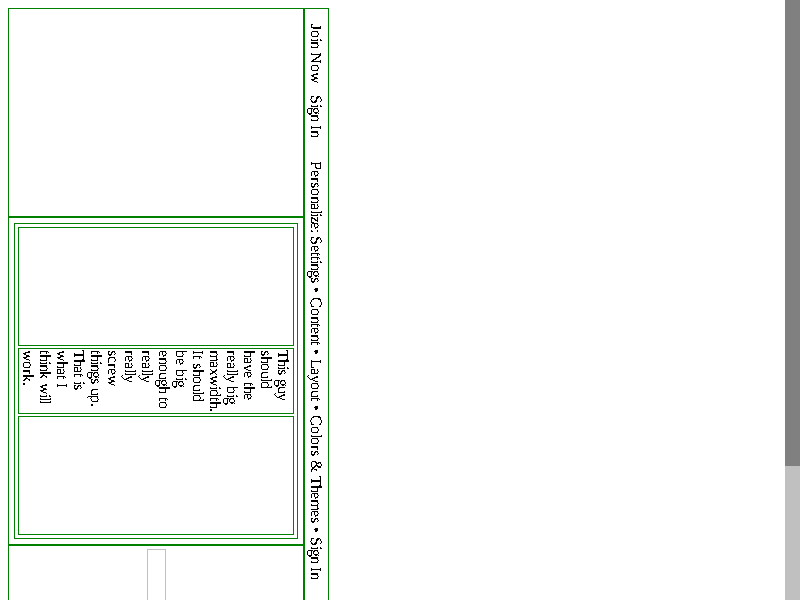 Join Now Sign In Personalize: Settings • Content • Layout • Colors & Themes • Sign In
This guy
should
have the
really big
maxwidth.
It should
be big
enough to
really
really
screw
things up.
That is
what I
think will
work.